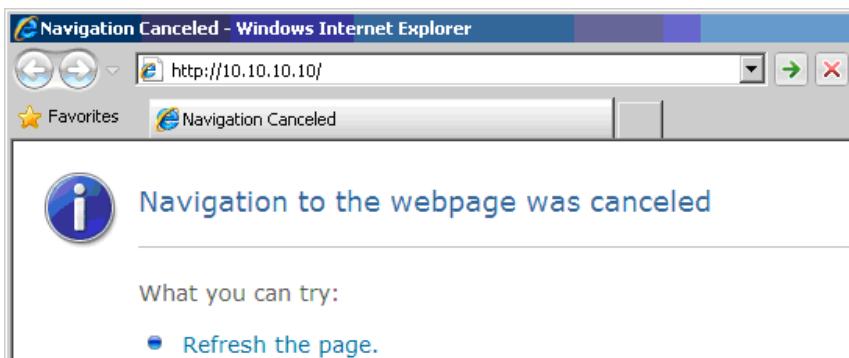 Navigation Canceled - Windows Internet Explorer
http://10.10.10.10/
Favorites
Navigation Canceled
Navigation to the webpage was canceled
What you can try:
Refresh the page.